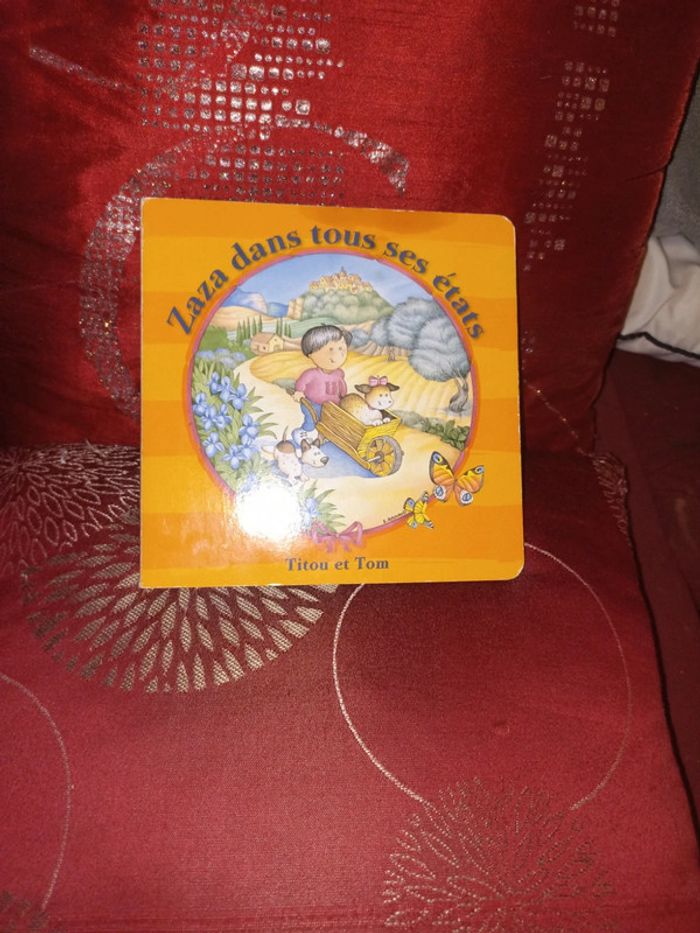 Zaza dans tous ses états
Titou et Tom